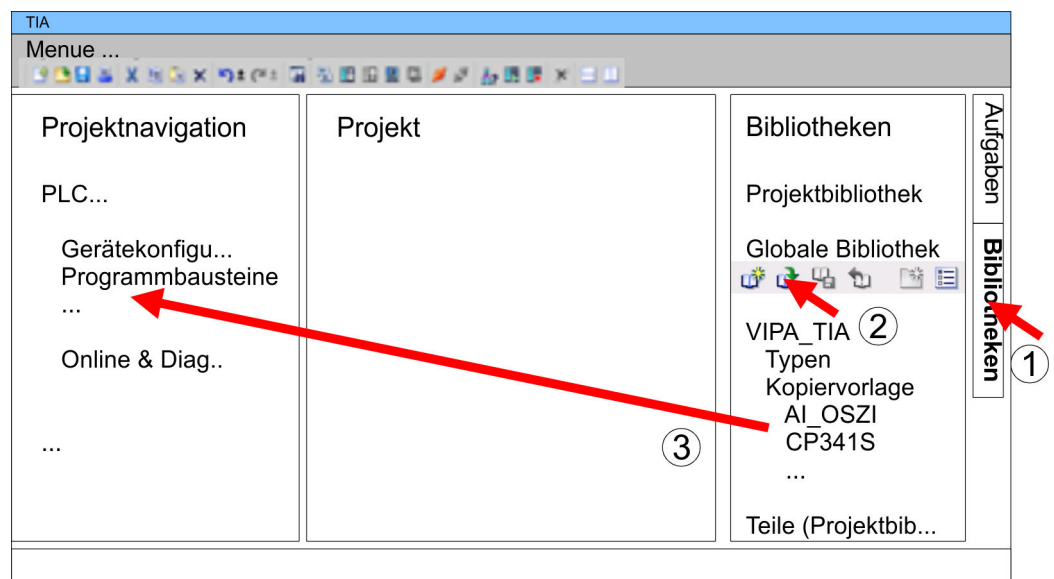 TIA
Menue ...
Projektnavigation
PLC...
Gerätekonfigu...
Programmbausteine
...
Online & Diag..
...
Projekt
③
Bibliotheken
Projektbibliothek
Globale Bibliothek
②
VIPA_TIA
Typen
Kopiervorlage
AI_OSZI
CP341S
...
Teile (Projektbib...
Aufgaben
Bibliotheken
①